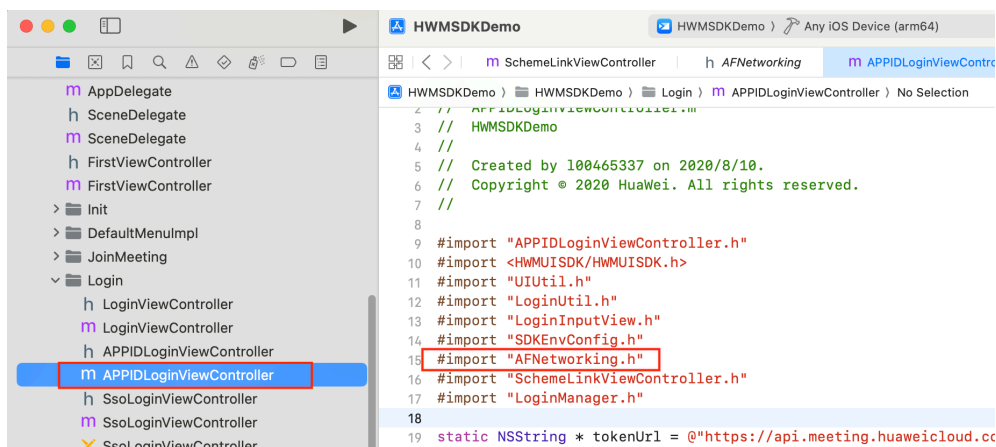 HWMSDKDemo
HWMSDKDemo 〉 Any iOS Device (arm64)
m SchemeLinkViewController
h AFNetworking
m APPIDLoginViewContro
HWMSDKDemo 〉 HWMSDKDemo 〉 Login 〉 m APPIDLoginViewController 〉 No Selection
m AppDelegate
h SceneDelegate
m SceneDelegate
h FirstViewController
m FirstViewController
Init
DefaultMenuImpl
JoinMeeting
Login
h LoginViewController
m LoginViewController
h APPIDLoginViewController
m APPIDLoginViewController
h SsoLoginViewController
m SsoLoginViewController
SsoLoginViewController
2 // APPIDLoginViewController.m
3 // HWMSDKDemo
4 //
5 // Created by l00465337 on 2020/8/10.
6 // Copyright © 2020 HuaWei. All rights reserved.
7 //
8
9 #import "APPIDLoginViewController.h"
10 #import <HWMUISDK/HWMUISDK.h>
11 #import "UIUtil.h"
12 #import "LoginUtil.h"
13 #import "LoginInputView.h"
14 #import "SDKEnvConfig.h"
15 #import "AFNetworking.h"
16 #import "SchemeLinkViewController.h"
17 #import "LoginManager.h"
18
19 static NSString * tokenUrl = @"https://api.meeting.huaweicloud.co